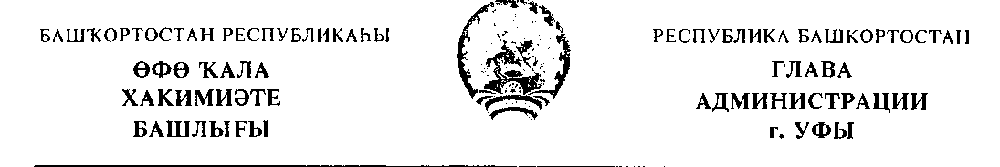 БАШҠОРТОСТАН РЕСПУБЛИКАҺЫ
ӨФӨ ҠАЛА
ХАКИМИӘТЕ
БАШЛЫҒЫ
РЕСПУБЛИКА БАШКОРТОСТАН
ГЛАВА
АДМИНИСТРАЦИИ
г. УФЫ